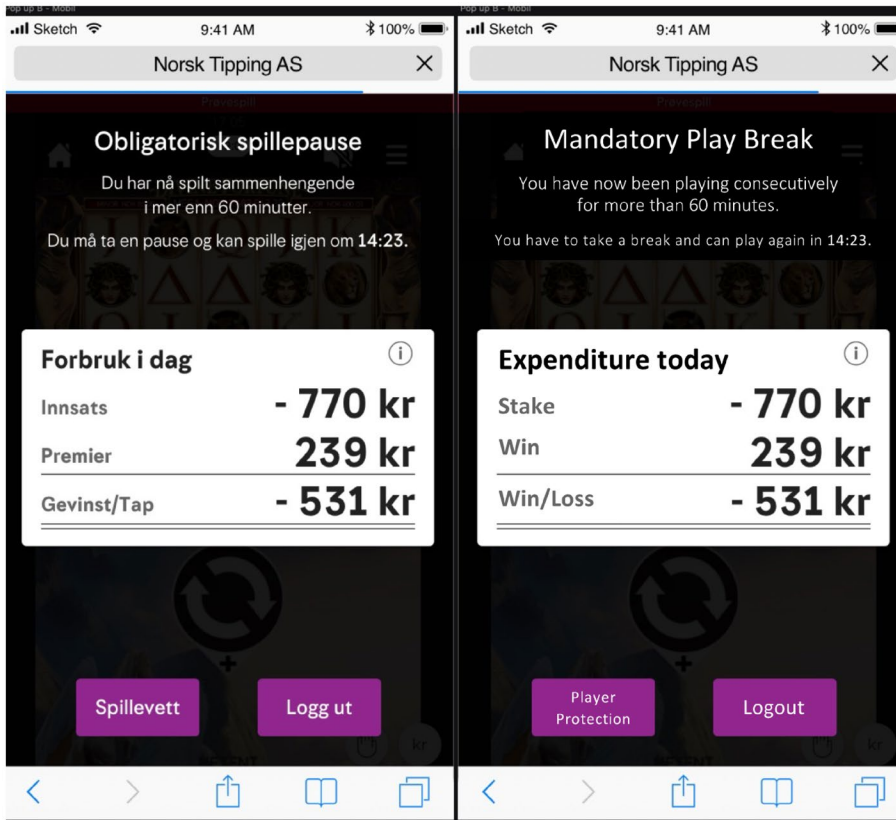 Pop up B - Mobil
Sketch
9:41 AM
100%
Norsk Tipping AS
Prøvespill
Obligatorisk spillepause
Du har nå spilt sammenhengende
i mer enn 60 minutter.
Du må ta en pause og kan spille igjen om 14:23.
Forbruk i dag
Innsats
- 770 kr
Premier
239 kr
Gevinst/Tap
- 531 kr
Spillevett
Logg ut
kr
Pop up B - Mobil
Sketch
9:41 AM
100%
Norsk Tipping AS
Prøvespill
Mandatory Play Break
You have now been playing consecutively
for more than 60 minutes.
You have to take a break and can play again in 14:23.
Expenditure today
Stake
- 770 kr
Win
239 kr
Win/Loss
- 531 kr
Player
Protection
Logout
kr